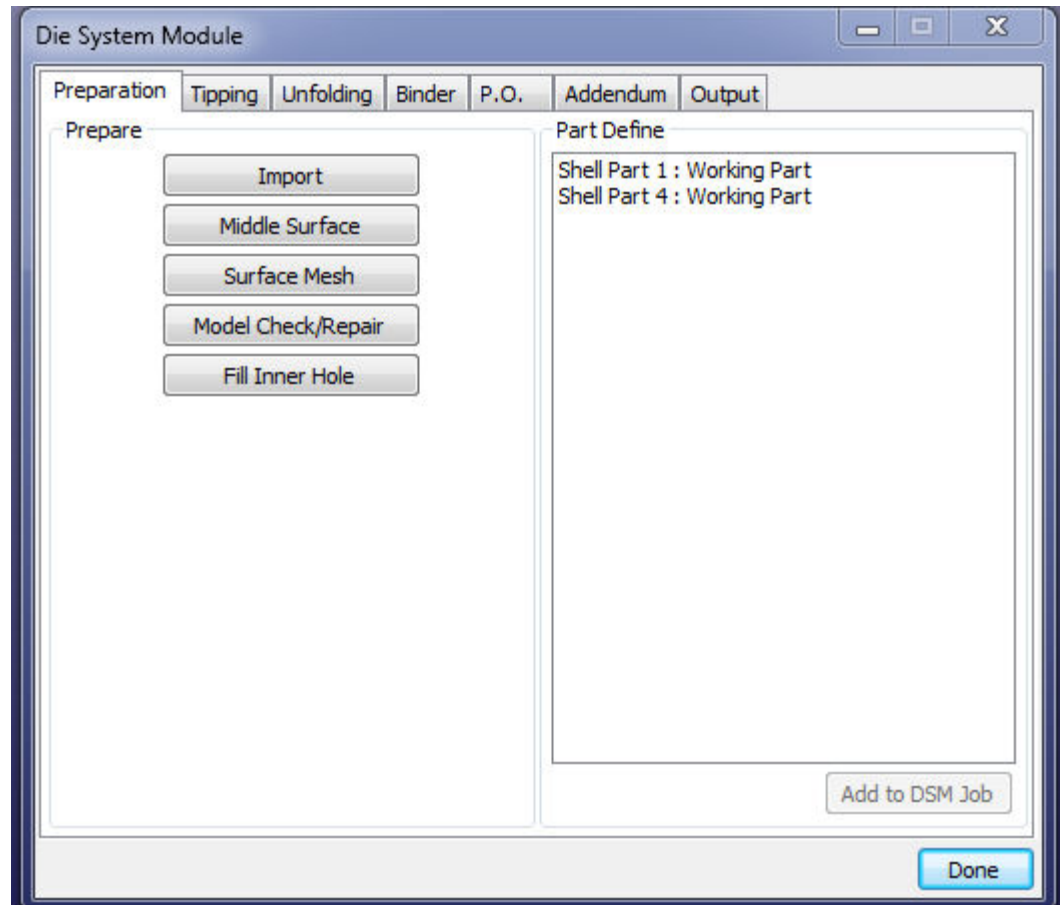 Die System Module
Preparation Tipping Unfolding Binder P.O. Addendum Output
Prepare
Import
Middle Surface
Surface Mesh
Model Check/Repair
Fill Inner Hole
Part Define
Shell Part 1 : Working Part
Shell Part 4 : Working Part
Add to DSM Job
Done